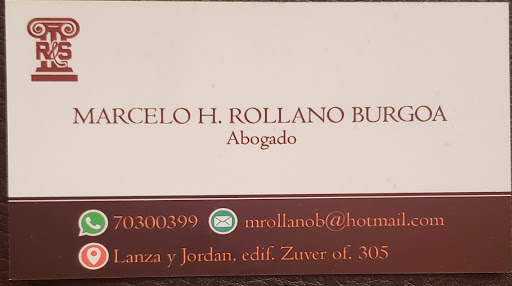 R&S
MARCELO H. ROLLANO BURGOA
Abogado
70300399 mrollanob@hotmail.com
Lanza y Jordan, edif. Zuver of. 305